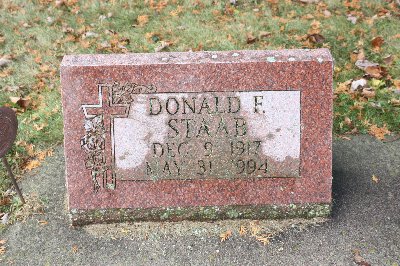 DONALD F.
STAAB
DEC 9 1917
MAY 31 1994